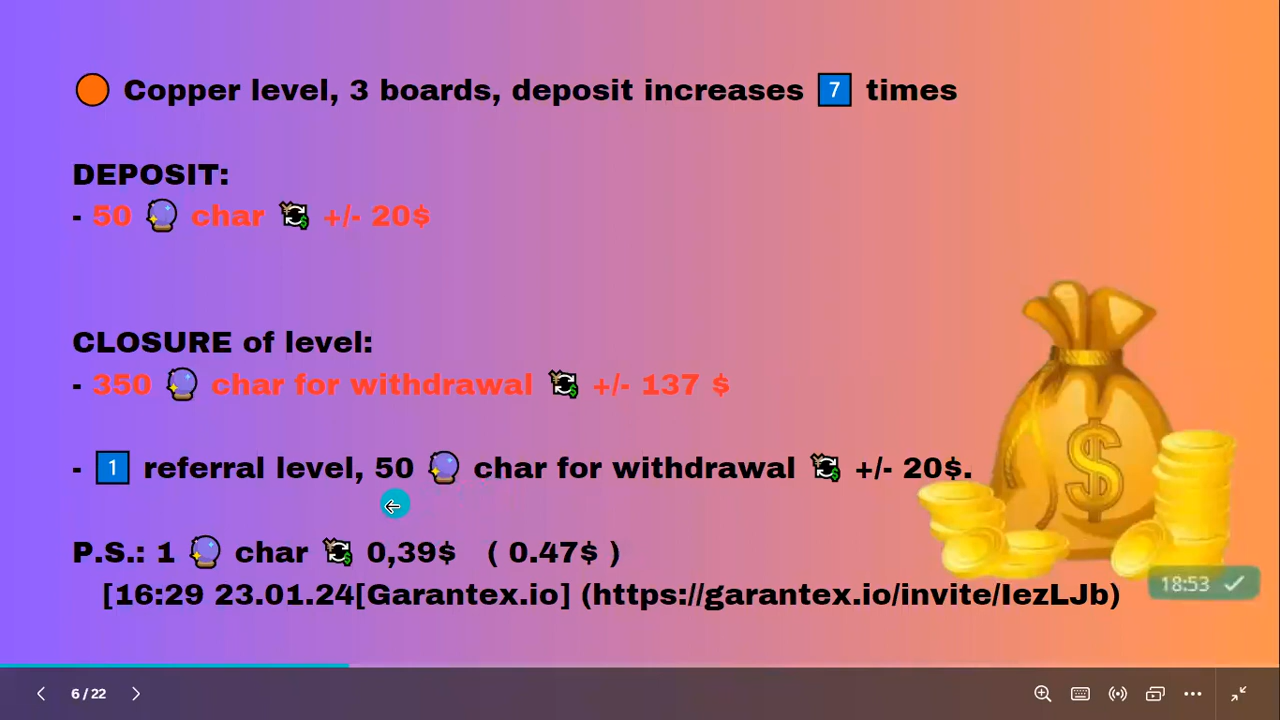 🟠 Copper level, 3 boards, deposit increases 7️⃣ times
DEPOSIT:
- 50 🔮 char 💱 +/- 20$
CLOSURE of level:
- 350 🔮 char for withdrawal 💱 +/- 137 $
- 1️⃣ referral level, 50 🔮 char for withdrawal 💱 +/- 20$.
P.S.: 1 🔮 char 💱 0,39$ ( 0.47$ )
[16:29 23.01.24[Garantex.io] (https://garantex.io/invite/IezLJb)
18:53
6 / 22